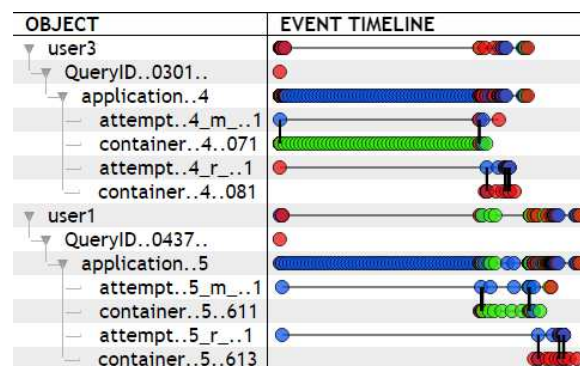 OBJECT EVENT TIMELINE
user3
QueryID..0301..
application..4
attempt..4_m_..1
container..4..071
attempt..4_r_..1
container..4..081
user1
QueryID..0437..
application..5
attempt..5_m_..1
container..5..611
attempt..5_r_..1
container..5..613